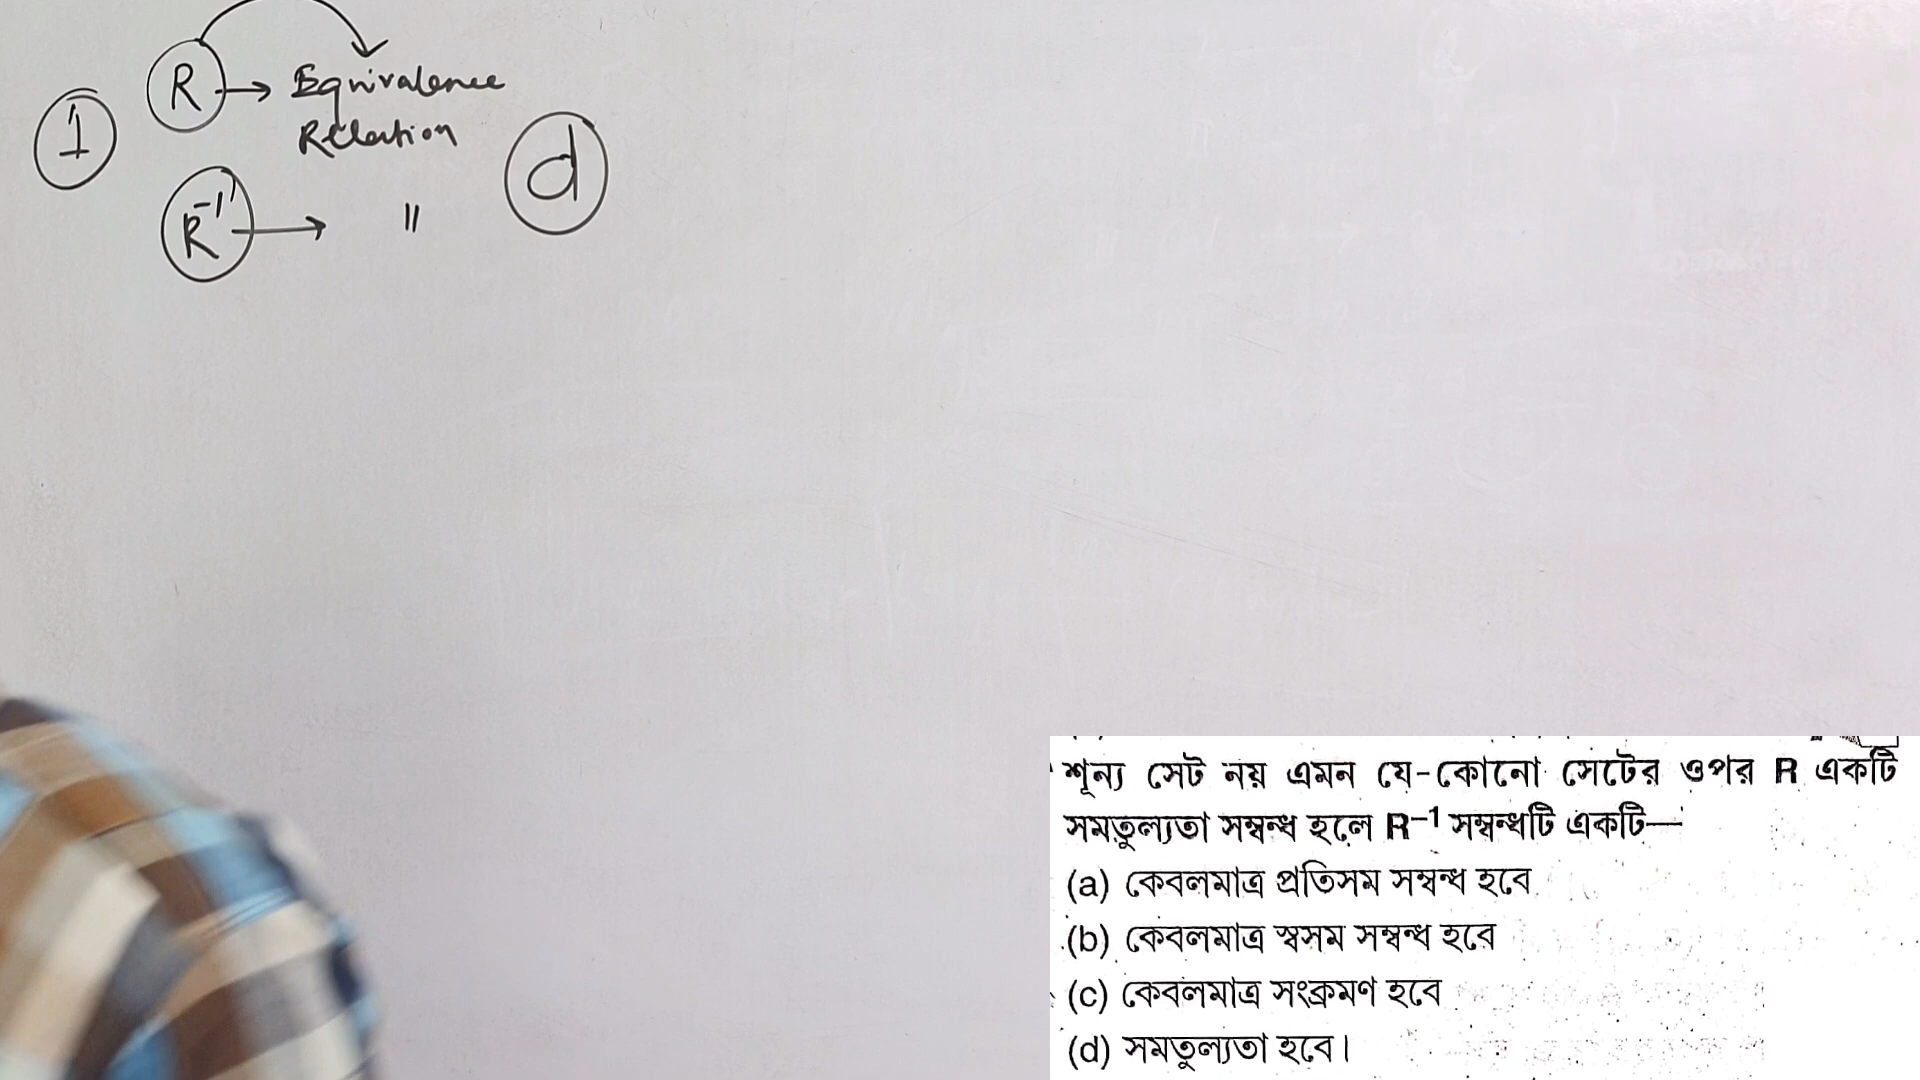 1 R → Equivalence
Relation
R⁻¹ → " d
শূন্য সেট নয় এমন যে-কোনো সেটের ওপর R একটি
সমতুল্যতা সম্বন্ধ হলে R⁻¹ সম্বন্ধটি একটি—
(a) কেবলমাত্র প্রতিসম সম্বন্ধ হবে
(b) কেবলমাত্র স্বসম সম্বন্ধ হবে
(c) কেবলমাত্র সংক্রমণ হবে
(d) সমতুল্যতা হবে।